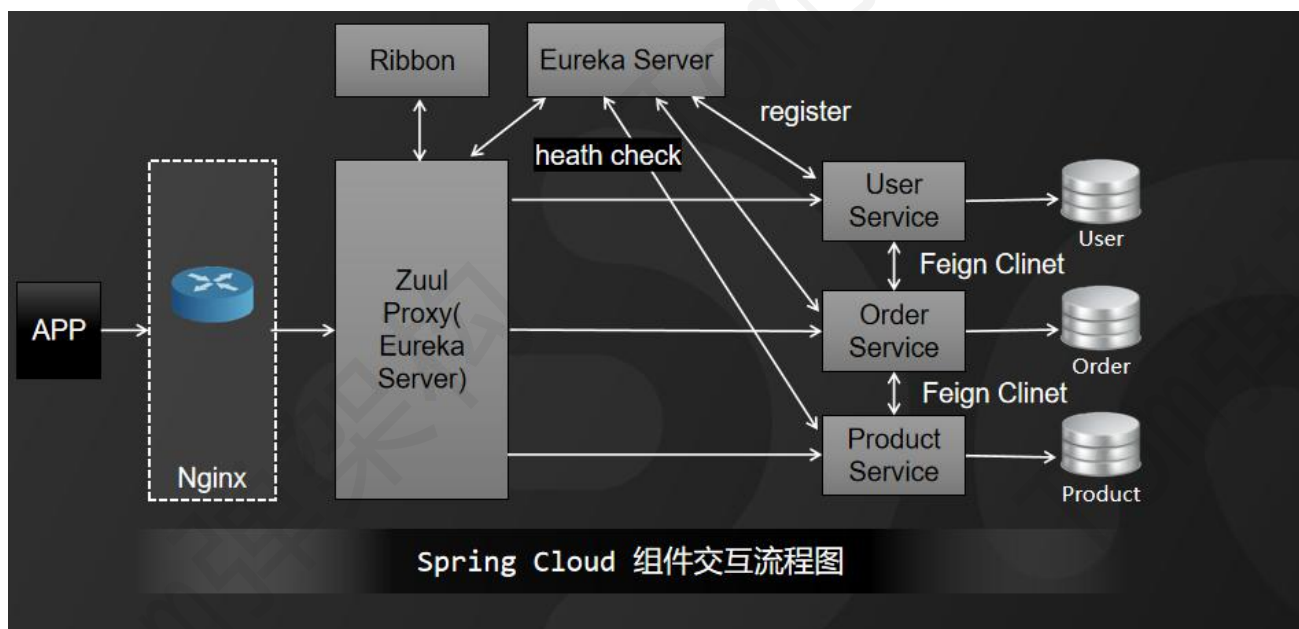 Ribbon
Eureka Server
register
heath check
User
Service
User
Feign Clinet
APP
Nginx
Zuul
Proxy(
Eureka
Server)
Order
Service
Order
Feign Clinet
Product
Service
Product
Spring Cloud 组件交互流程图